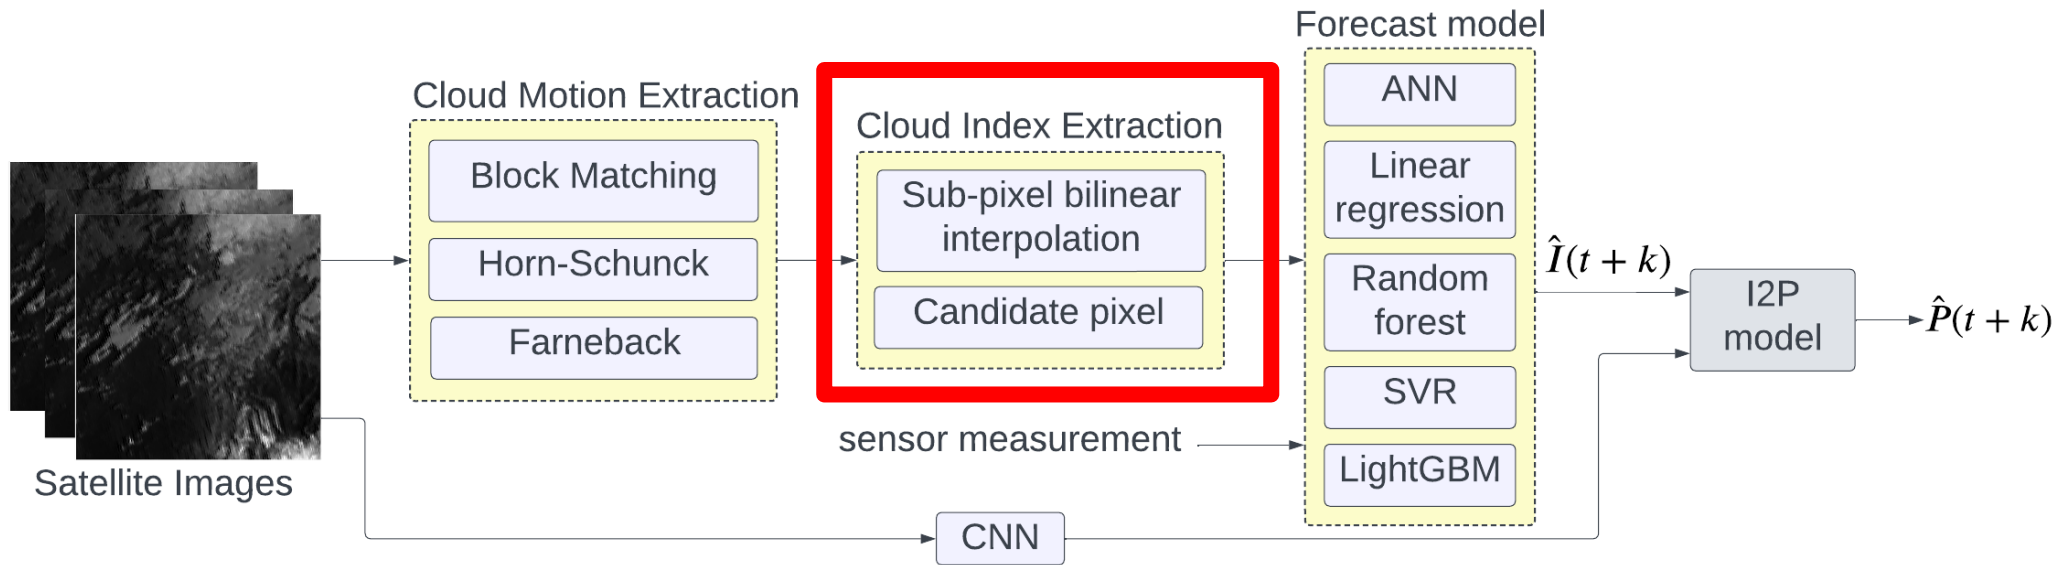 Forecast model
Cloud Motion Extraction
Cloud Index Extraction
Block Matching
Horn-Schunck
Farneback
Sub-pixel bilinear
interpolation
Candidate pixel
ANN
Linear
regression
Random
forest
SVR
LightGBM
Satellite Images
sensor measurement
CNN
Î(t + k)
I2P
model
P̂(t + k)